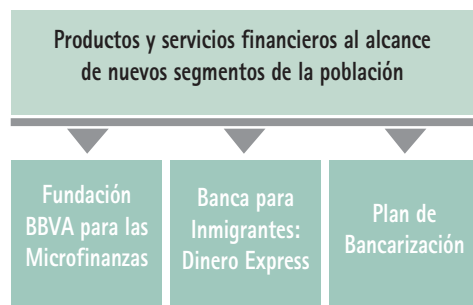 Productos y servicios financieros al alcance
de nuevos segmentos de la población
Fundación
BBVA para las
Microfinanzas
Banca para
Inmigrantes:
Dinero Express
Plan de
Bancarización